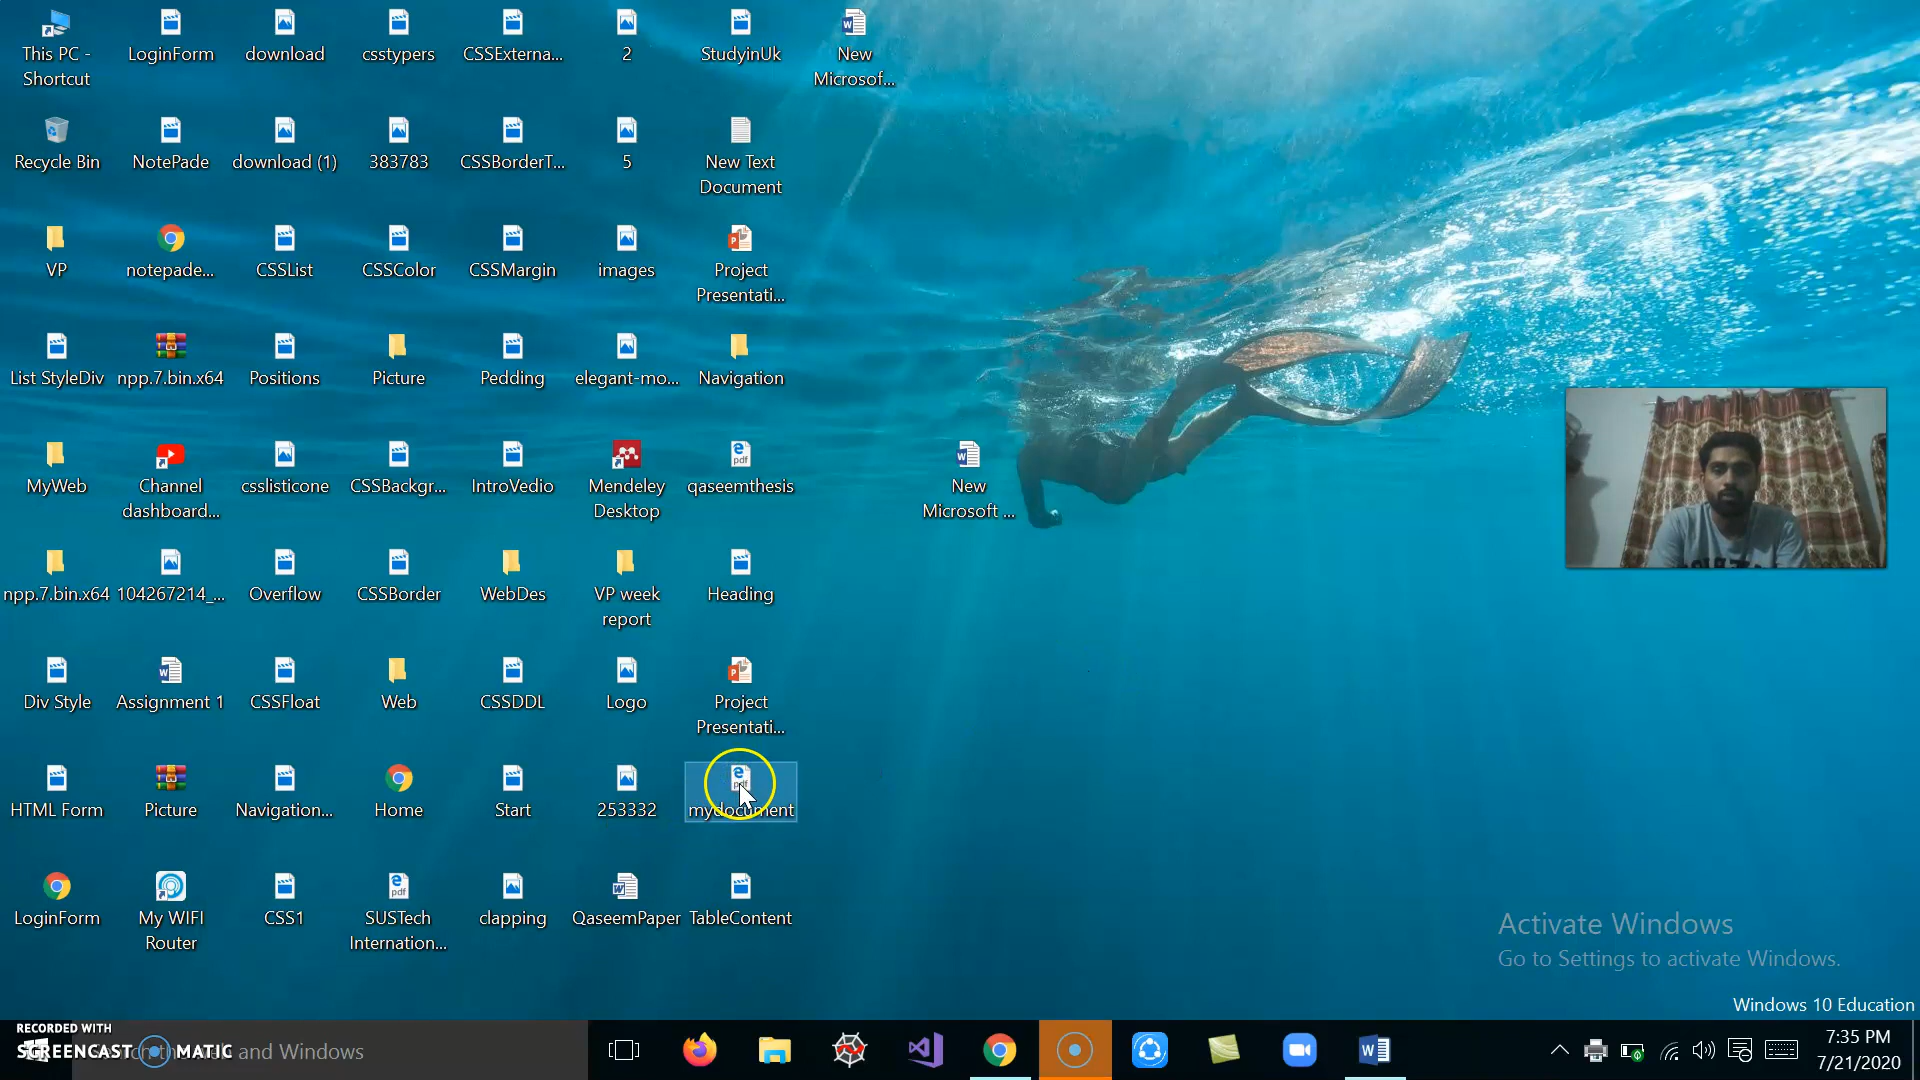 This PC -
Shortcut
LoginForm
download
csstypers
CSSExterna...
2
StudyinUk
New
Microsof...
Recycle Bin
NotePade
download (1)
383783
CSSBorderT...
5
New Text
Document
VP
notepade...
CSSList
CSSColor
CSSMargin
images
Project
Presentati...
List StyleDiv
npp.7.bin.x64
Positions
Picture
Pedding
elegant-mo...
Navigation
MyWeb
Channel
dashboard...
csslisticone
CSSBackgr...
IntroVedio
Mendeley
Desktop
qaseemthesis
New
Microsoft ...
npp.7.bin.x64
104267214_...
Overflow
CSSBorder
WebDes
VP week
report
Heading
Div Style
Assignment 1
CSSFloat
Web
CSSDDL
Logo
Project
Presentati...
HTML Form
Picture
Navigation...
Home
Start
253332
mydocument
LoginForm
My WIFI
Router
CSS1
SUSTech
Internation...
clapping
QaseemPaper
TableContent
Activate Windows
Go to Settings to activate Windows.
Windows 10 Education
RECORDED WITH
SCREENCAST MATIC
and Windows
7:35 PM
7/21/2020